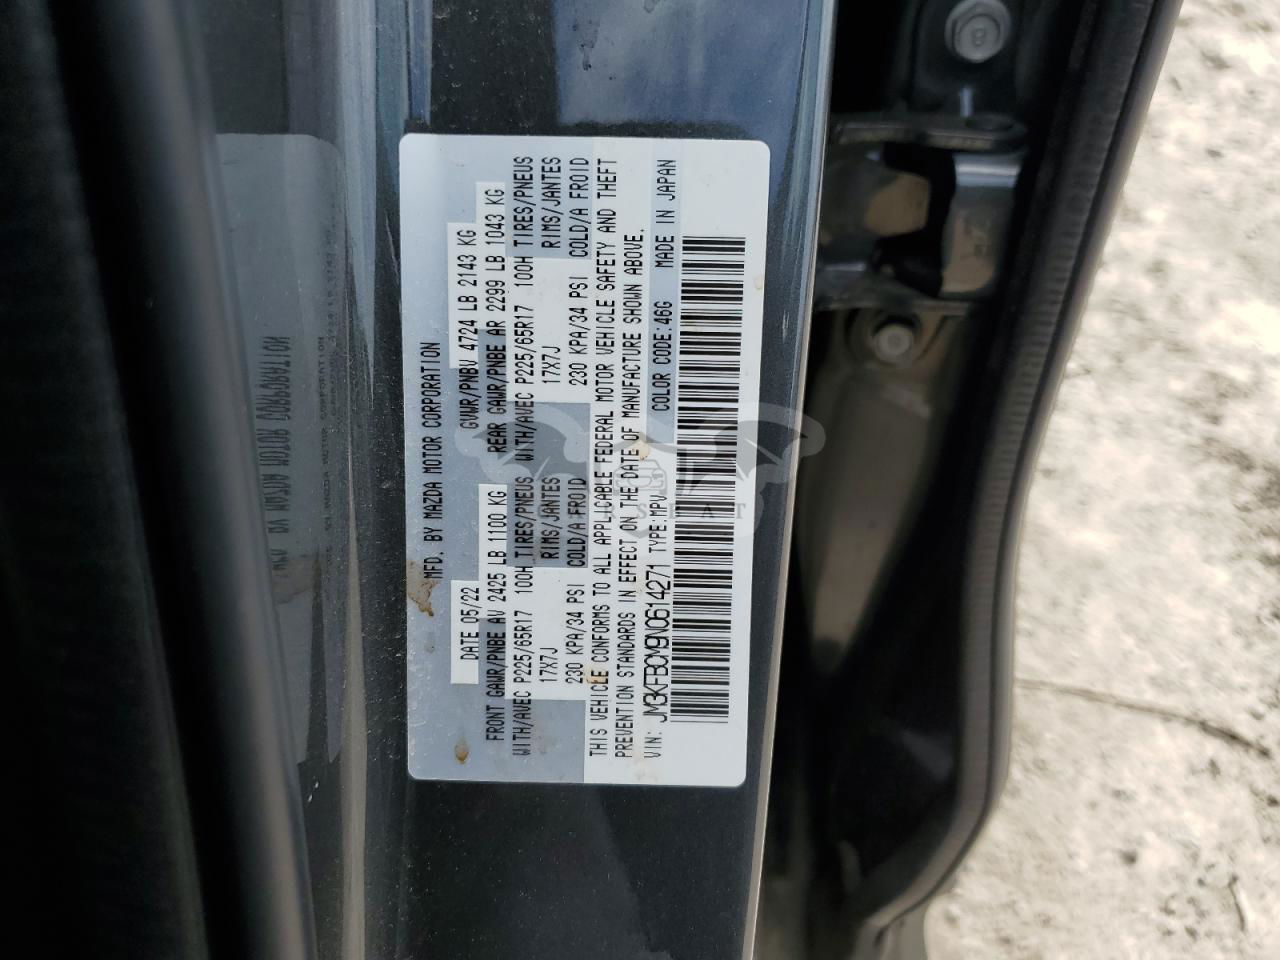 MFD. BY MAZDA MOTOR CORPORATION
DATE 05/22 GVWR/PNBV 4724 LB 2143 KG
FRONT GAWR/PNBE AV 2425 LB 1100 KG REAR GAWR/PNBE AR 2299 LB 1043 KG
WITH/AVEC P225/65R17 100H TIRES/PNEUS WITH/AVEC P225/65R17 100H TIRES/PNEUS
17X7J RIMS/JANTES 17X7J RIMS/JANTES
230 KPA/34 PSI COLD/A FROID 230 KPA/34 PSI COLD/A FROID
THIS VEHICLE CONFORMS TO ALL APPLICABLE FEDERAL MOTOR VEHICLE SAFETY AND THEFT
PREVENTION STANDARDS IN EFFECT ON THE DATE OF MANUFACTURE SHOWN ABOVE.
VIN: JM3KFBCM9N0614271 TYPE:MPV COLOR CODE:46G MADE IN JAPAN